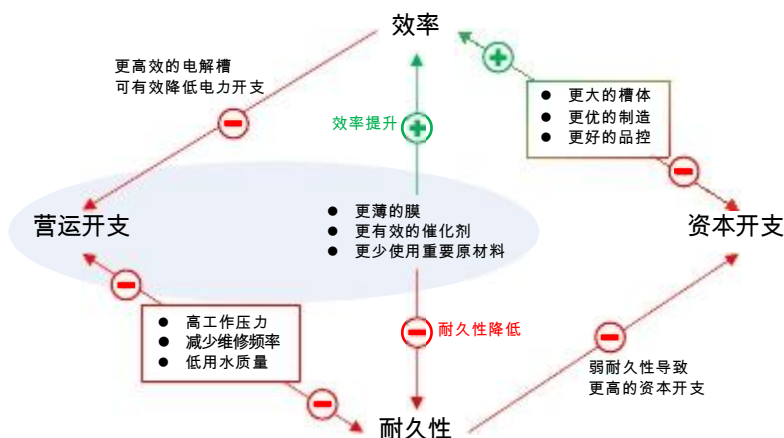 效率
更高效的电解槽
可有效降低电力开支
效率提升
● 更大的槽体
● 更优的制造
● 更好的品控
营运开支
● 更薄的膜
● 更有效的催化剂
● 更少使用重要原材料
资本开支
● 高工作压力
● 减少维修频率
● 低用水质量
耐久性降低
弱耐久性导致
更高的资本开支
耐久性